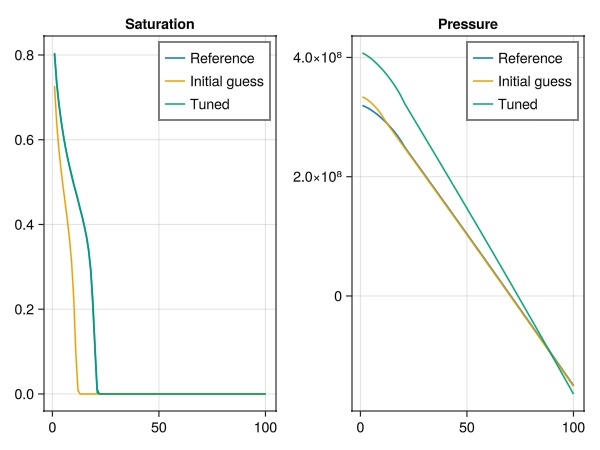 Saturation
Reference
Initial guess
Tuned
0.8
0.6
0.4
0.2
0.0
0 50 100
Pressure
Reference
Initial guess
Tuned
4.0×10⁸
2.0×10⁸
0
0 50 100